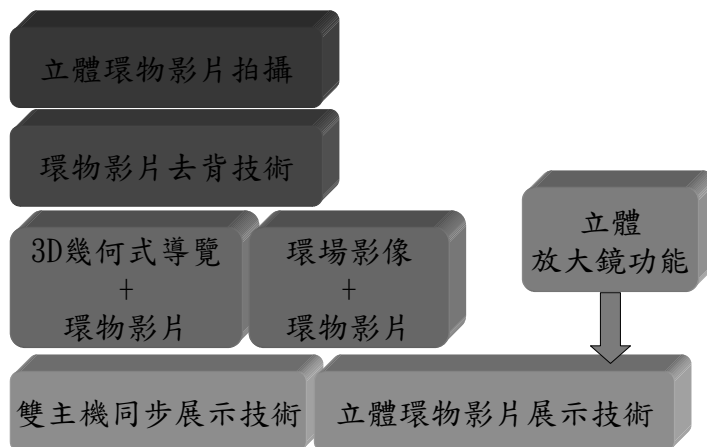 立體環物影片拍攝
環物影片去背技術
3D幾何式導覽
+
環物影片
環場影像
+
環物影片
立體
放大鏡功能
雙主機同步展示技術
立體環物影片展示技術